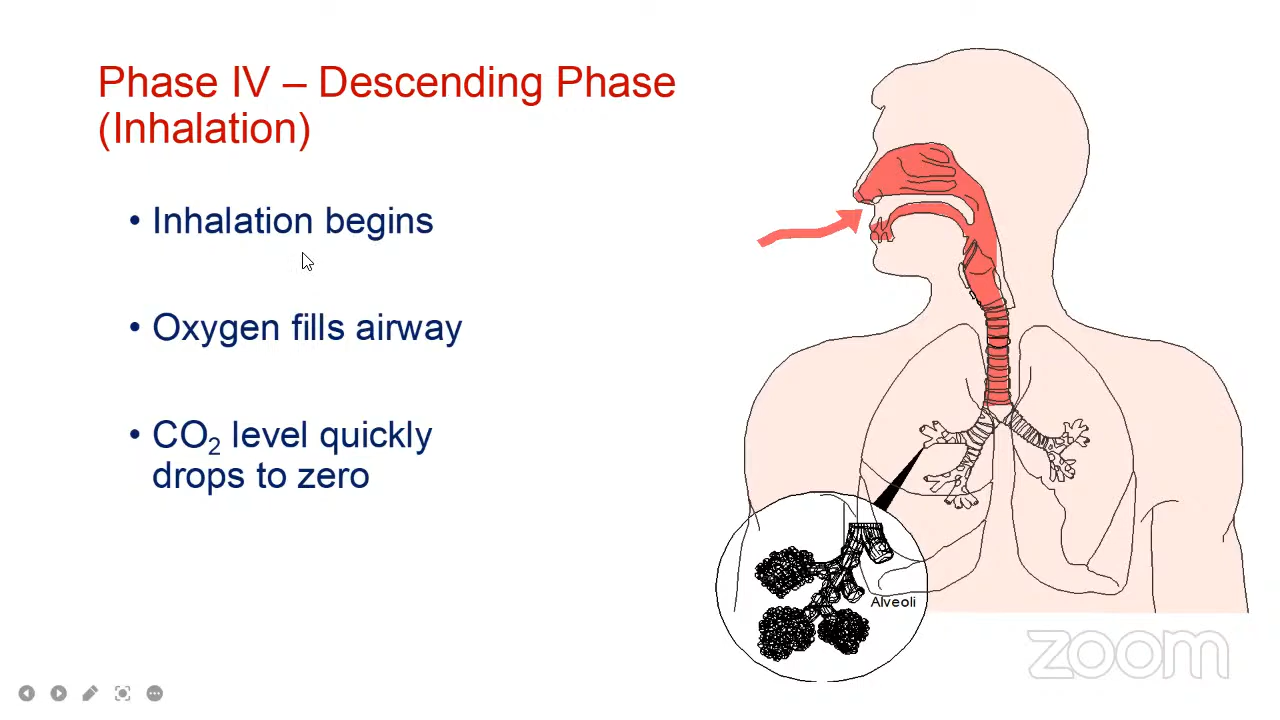 Phase IV – Descending Phase
(Inhalation)
• Inhalation begins
• Oxygen fills airway
• CO₂ level quickly
drops to zero
Alveoli
zoom